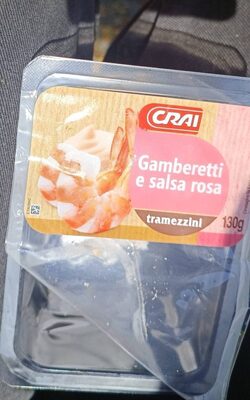 CRAI
Gamberetti
e salsa rosa
tramezzini
130g